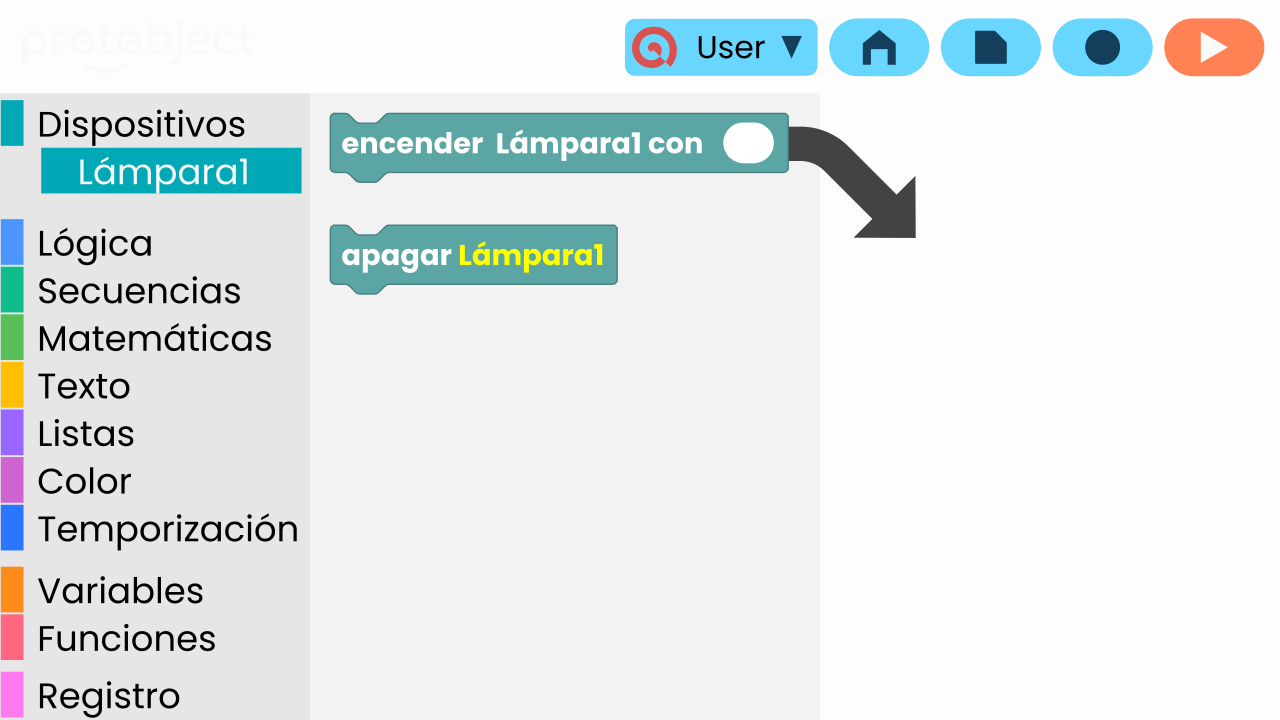 protobject
User
Dispositivos
Lámpara1
Lógica
Secuencias
Matemáticas
Texto
Listas
Color
Temporización
Variables
Funciones
Registro
encender Lámpara1 con
apagar Lámpara1